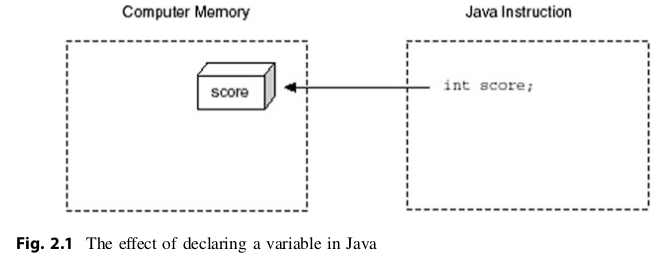 Computer Memory
Java Instruction
score
int score;
Fig. 2.1 The effect of declaring a variable in Java